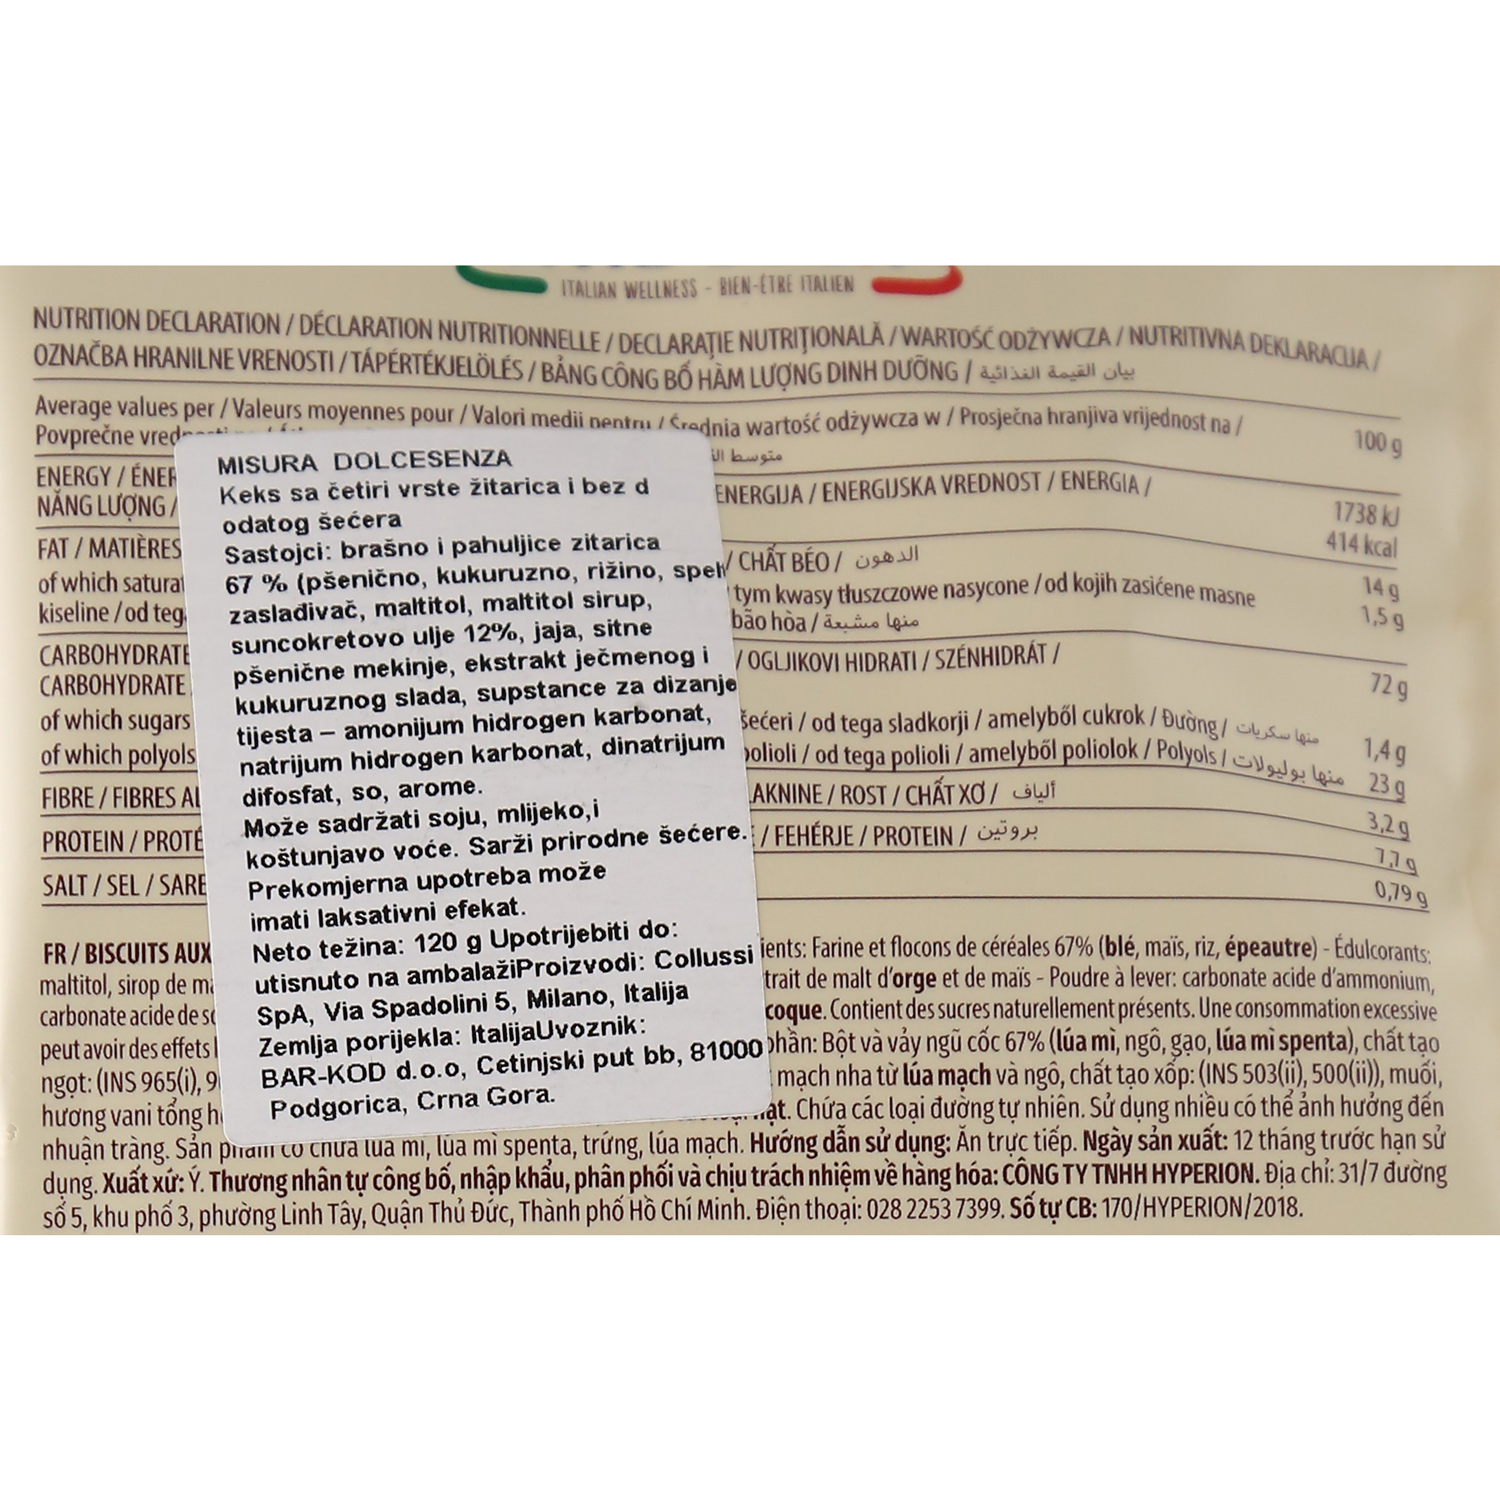 ITALIAN WELLNESS - BIEN-ÊTRE ITALIEN
NUTRITION DECLARATION / DÉCLARATION NUTRITIONNELLE / DECLARAȚIE NUTRIȚIONALĂ / WARTOŚĆ ODŻYWCZA / NUTRITIVNA DEKLARACIJA /
OZNAČBA HRANILNE VRENOSTI / TÁPÉRTÉKJELÖLÉS / BẢNG CÔNG BỐ HÀM LƯỢNG DINH DƯỠNG / بيان القيمة الغذائية
Average values per / Valeurs moyennes pour / Valori medii pentru / Średnia wartość odżywcza w / Prosječna hranjiva vrijednost na /
100 g
Povprečne
متوسط
ENERGY / ÉNER
ENERGIJA / ENERGIJSKA VREDNOST / ENERGIA /
1738 kJ
NĂNG LƯỢNG /
414 kcal
FAT / MATIÈRES
/ CHẤT BÉO / الدهون
14 g
of which satura
tym kwasy tłuszczowe nasycone / od kojih zasićene masne
kiseline / od teg
bão hòa / منها مشبعة
1,5 g
CARBOHYDRATE
/ OGLJIKOVI HIDRATI / SZÉNHIDRÁT /
CARBOHYDRATE
72 g
of which sugars
šećeri / od tega sladkorji / amelyből cukrok / Đường / منها سكريات
1,4 g
of which polyols
polioli / od tega polioli / amelyből poliolok / Polyols / منها بوليولات
23 g
FIBRE / FIBRES AL
AKNINE / ROST / CHẤT XƠ / ألياف
3,2 g
PROTEIN / PROTÉ
/ FEHÉRJE / PROTEIN / بروتين
7,7 g
SALT / SEL / SARE
0,79 g
MISURA DOLCESENZA
Keks sa četiri vrste žitarica i bez d
odatog šećera
Sastojci: brašno i pahuljice zitarica
67 % (pšenično, kukuruzno, rižino, spel
zaslađivač, maltitol, maltitol sirup,
suncokretovo ulje 12%, jaja, sitne
pšenične mekinje, ekstrakt ječmenog i
kukuruznog slada, supstance za dizanje
tijesta – amonijum hidrogen karbonat,
natrijum hidrogen karbonat, dinatrijum
difosfat, so, arome.
Može sadržati soju, mlijeko,i
koštunjavo voće. Sarži prirodne šećere.
Prekomjerna upotreba može
imati laksativni efekat.
Neto težina: 120 g Upotrijebiti do:
utisnuto na ambalažiProizvodi: Collussi
SpA, Via Spadolini 5, Milano, Italija
Zemlja porijekla: ItalijaUvoznik:
BAR-KOD d.o.o, Cetinjski put bb, 81000
Podgorica, Crna Gora.
FR / BISCUITS AUX
ients: Farine et flocons de céréales 67% (blé, maïs, riz, épeautre) - Édulcorants:
maltitol, sirop de ma
trait de malt d'orge et de maïs - Poudre à lever: carbonate acide d'ammonium,
carbonate acide de so
coque. Contient des sucres naturellement présents. Une consommation excessive
peut avoir des effets l
phần: Bột và vảy ngũ cốc 67% (lúa mì, ngô, gạo, lúa mì spenta), chất tạo
ngọt: (INS 965(i), 9
mạch nha từ lúa mạch và ngô, chất tạo xốp: (INS 503(ii), 500(ii)), muối,
hương vani tổng h
hạt. Chứa các loại đường tự nhiên. Sử dụng nhiều có thể ảnh hưởng đến
nhuận tràng. Sản phẩm có chứa lúa mì, lúa mì spenta, trứng, lúa mạch. Hướng dẫn sử dụng: Ăn trực tiếp. Ngày sản xuất: 12 tháng trước hạn sử
dụng. Xuất xứ: Ý. Thương nhân tự công bố, nhập khẩu, phân phối và chịu trách nhiệm về hàng hóa: CÔNG TY TNHH HYPERION. Địa chỉ: 31/7 đường
số 5, khu phố 3, phường Linh Tây, Quận Thủ Đức, Thành phố Hồ Chí Minh. Điện thoại: 028 2253 7399. Số tự CB: 170/HYPERION/2018.